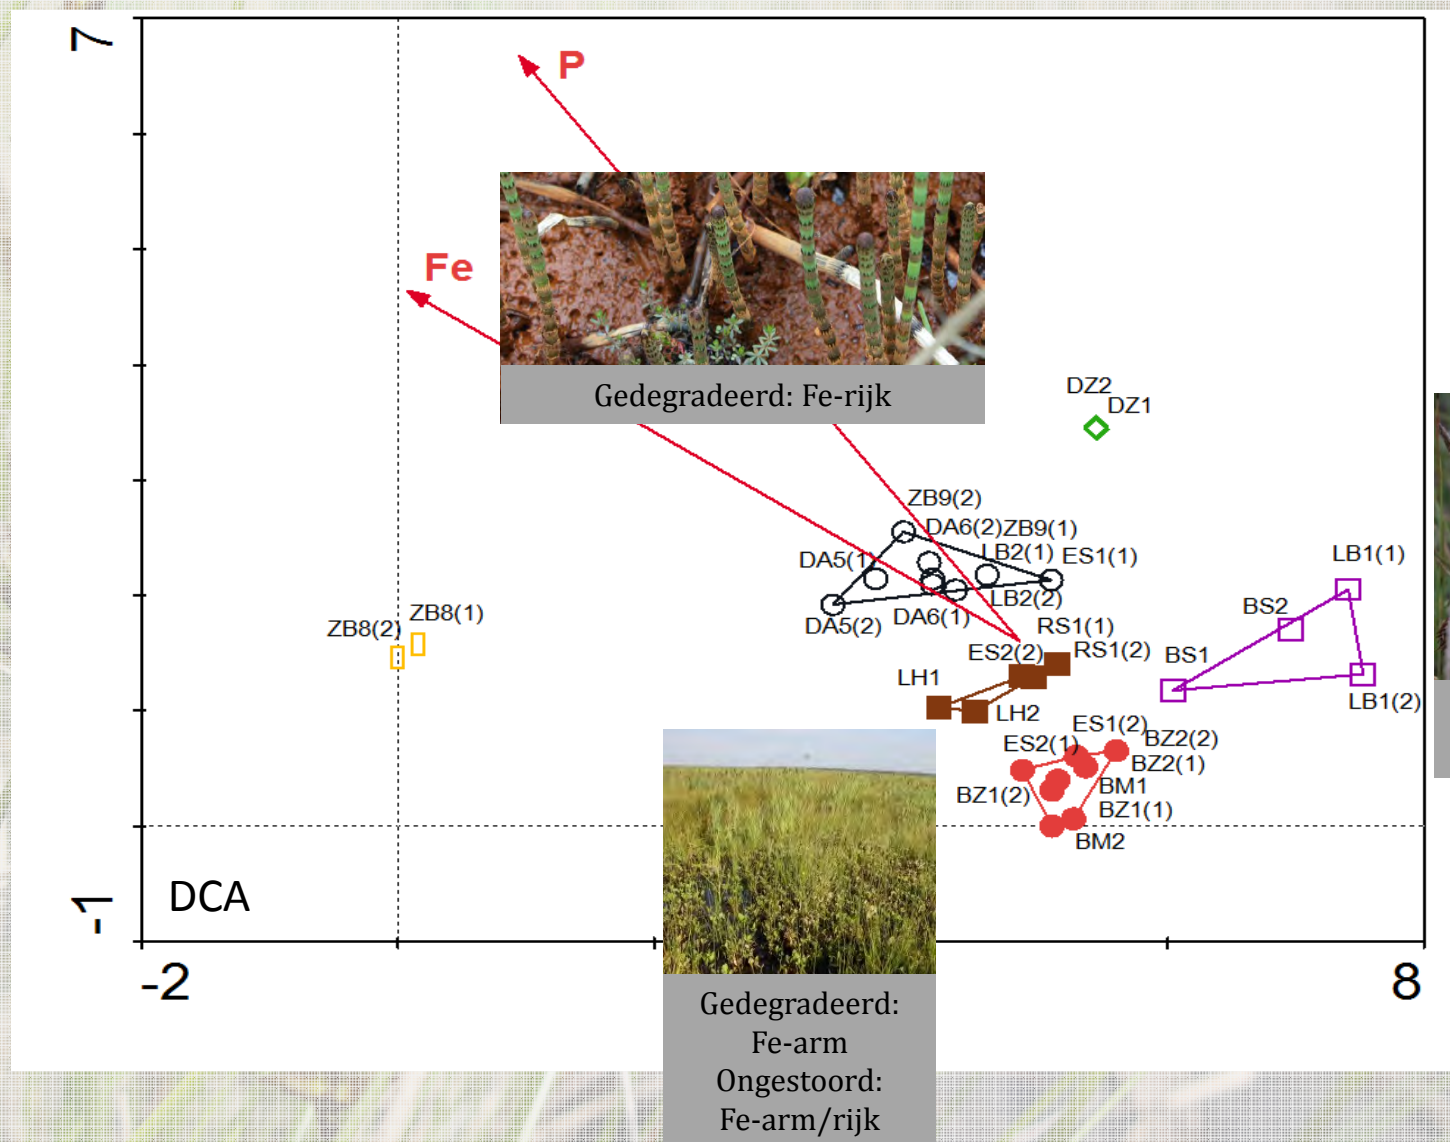 7
P
Fe
Gedegradeerd: Fe-rijk
DZ2
DZ1
ZB9(2)
DA6(2) ZB9(1)
DA5(1) LB2(1) ES1(1)
LB1(1)
DA5(2) DA6(1) LB2(2)
BS2
ZB8(2) ZB8(1)
RS1(1)
ES2(2) RS1(2)
BS1
LH1
LB1(2)
LH2
ES1(2)
ES2(1) BZ2(2)
BZ2(1)
BZ1(2) BM1
BZ1(1)
BM2
DCA
-1
-2
8
Gedegradeerd:
Fe-arm
Ongestoord:
Fe-arm/rijk